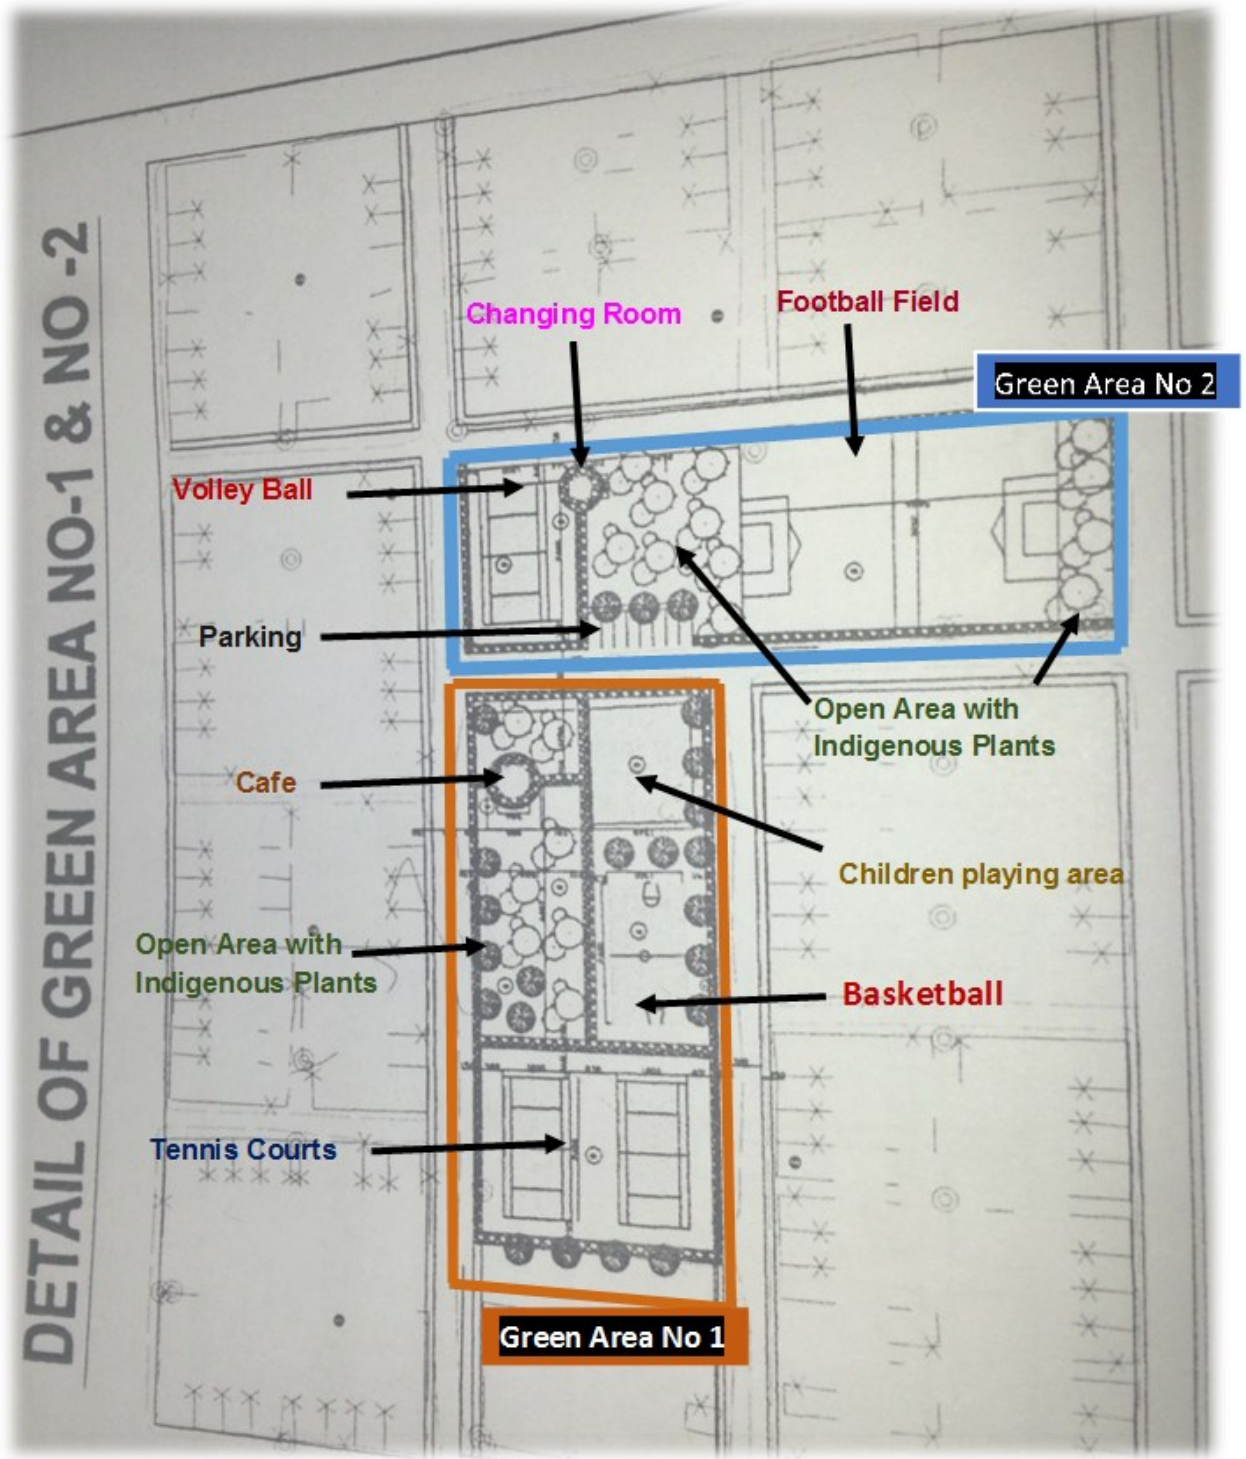 DETAIL OF GREEN AREA NO-1 & NO -2
Changing Room
Football Field
Green Area No 2
Volley Ball
Parking
Open Area with
Indigenous Plants
Cafe
Children playing area
Open Area with
Indigenous Plants
Basketball
Tennis Courts
Green Area No 1